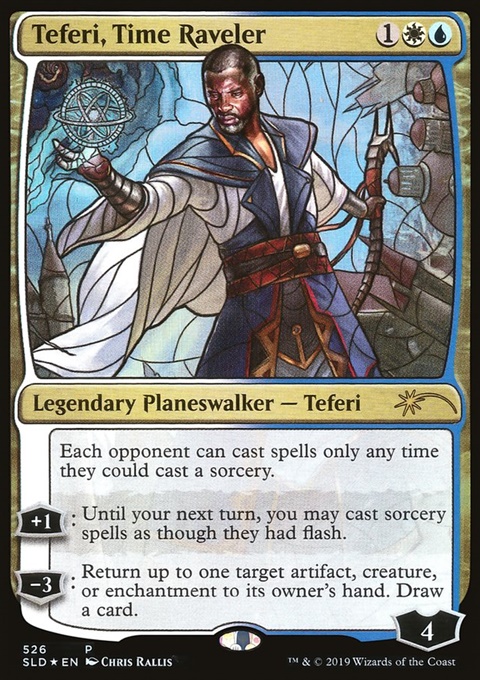 Teferi, Time Raveler 1
Legendary Planeswalker — Teferi
Each opponent can cast spells only any time
they could cast a sorcery.
+1 : Until your next turn, you may cast sorcery
spells as though they had flash.
−3 : Return up to one target artifact, creature,
or enchantment to its owner's hand. Draw
a card.
4
526 P
SLD ★ EN Chris Rallis
™ & © 2019 Wizards of the Coast